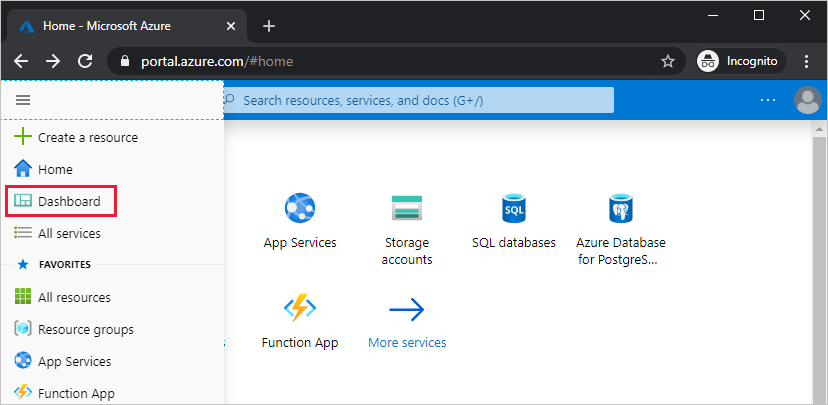 Home - Microsoft Azure
portal.azure.com/#home
Incognito
Search resources, services, and docs (G+/)
Create a resource
Home
Dashboard
All services
FAVORITES
All resources
Resource groups
App Services
Function App
App Services
Storage
accounts
SQL
SQL databases
Azure Database
for PostgreS...
Function App
More services